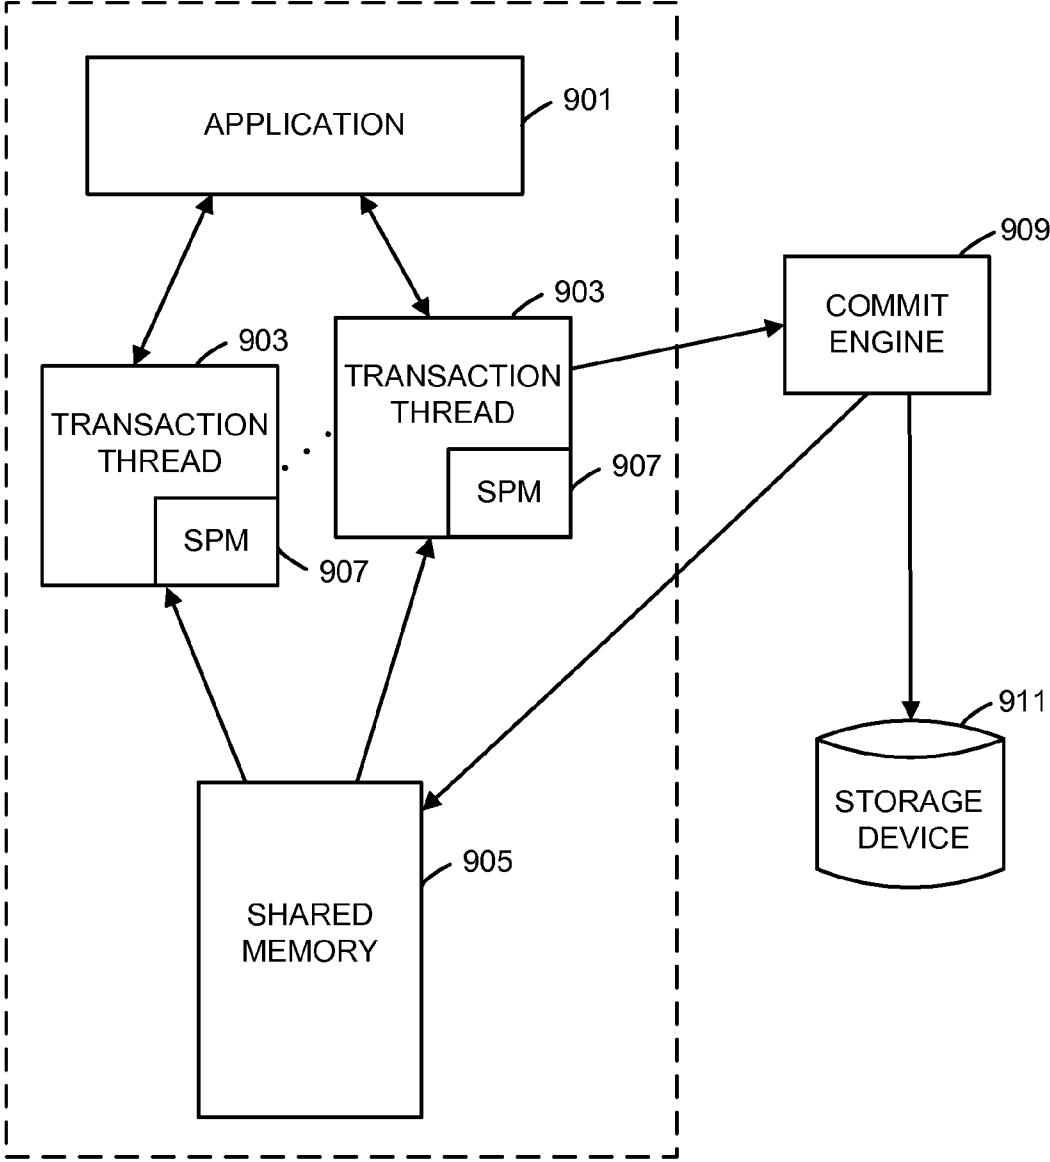 APPLICATION
901
909
COMMIT
ENGINE
903
TRANSACTION
THREAD
SPM
907
903
TRANSACTION
THREAD
SPM
907
911
STORAGE
DEVICE
905
SHARED
MEMORY